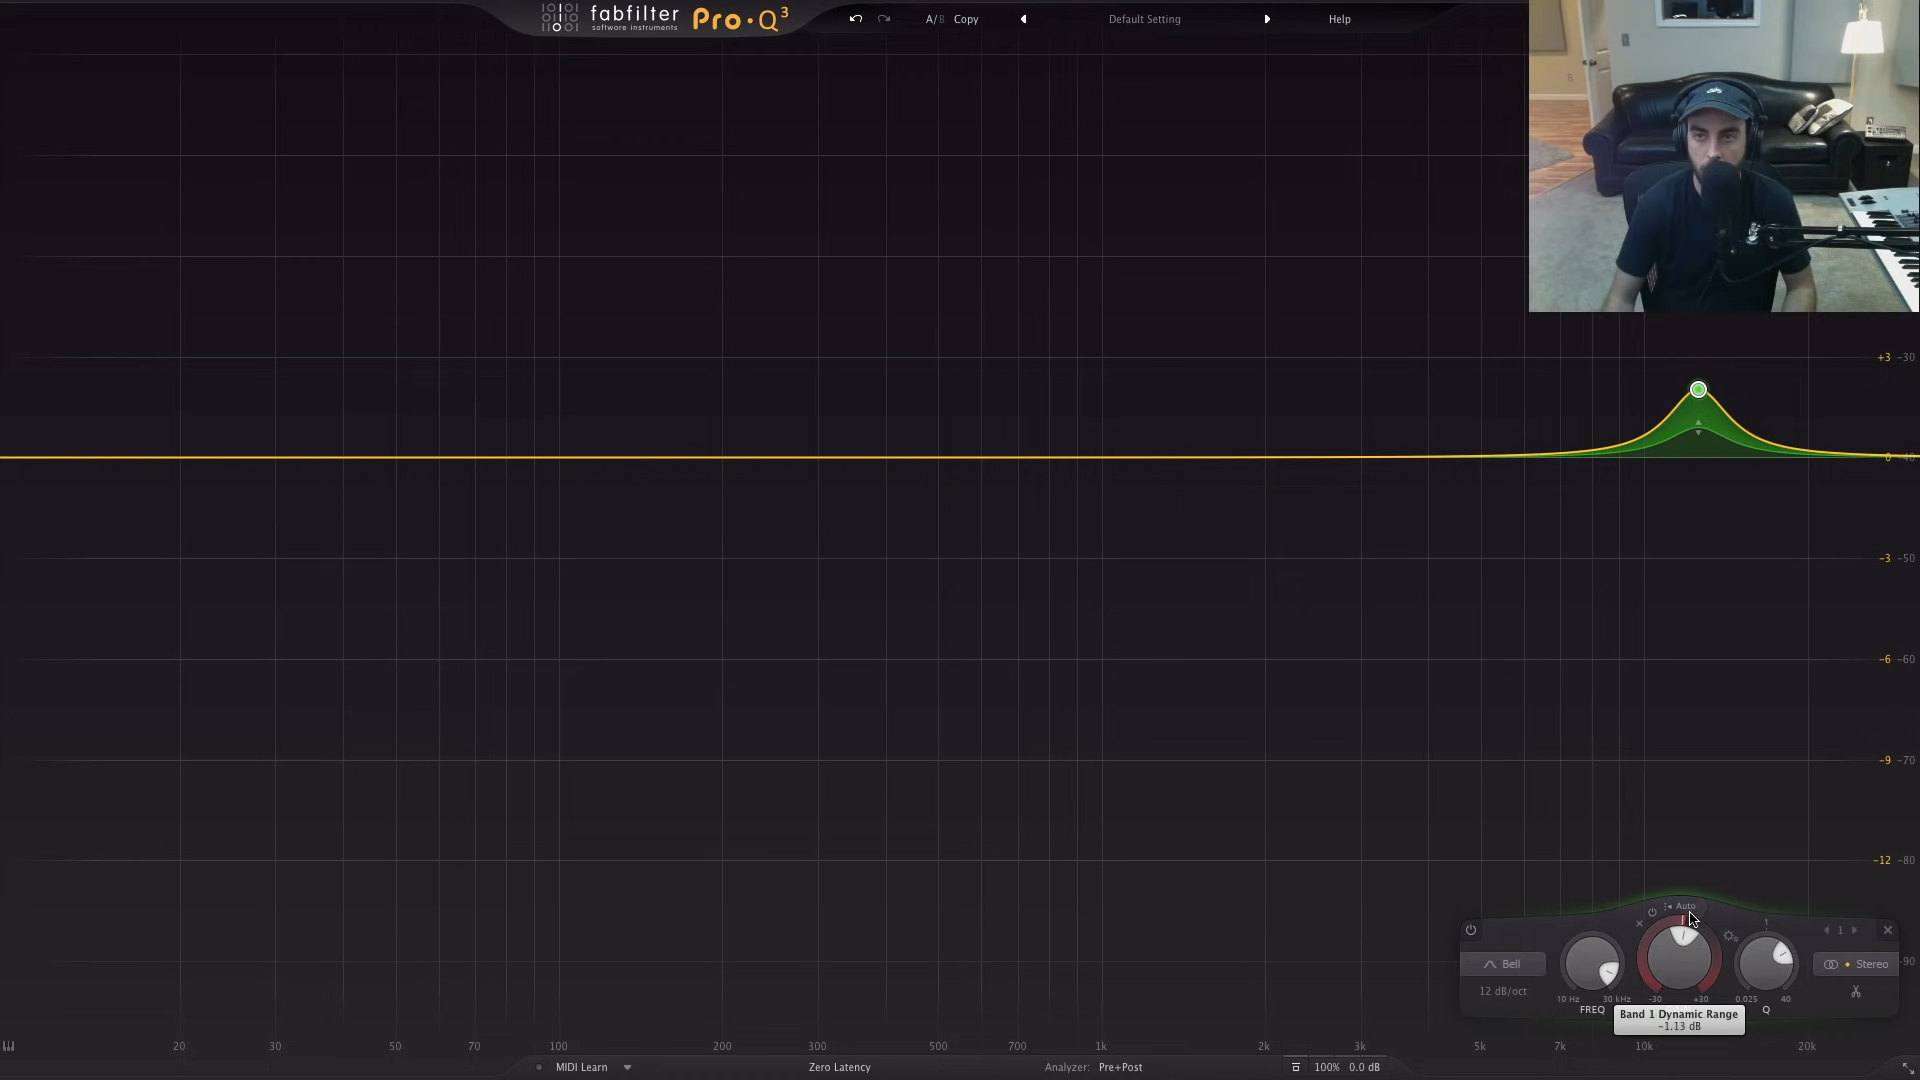 fabfilter
software instruments
Pro·Q3
A/B Copy
Default Setting
Help
+3 -30
0 -40
-3 -50
-6 -60
-9 -70
-12 -80
-90
Auto
1
1
Bell
Stereo
12 dB/oct
10 Hz 30 kHz
-30 +30
0.025 40
FREQ
Q
Band 1 Dynamic Range
-1.13 dB
20 30 50 70 100 200 300 500 700 1k 2k 3k 5k 7k 10k 20k
MIDI Learn
Zero Latency
Analyzer: Pre+Post
100% 0.0 dB